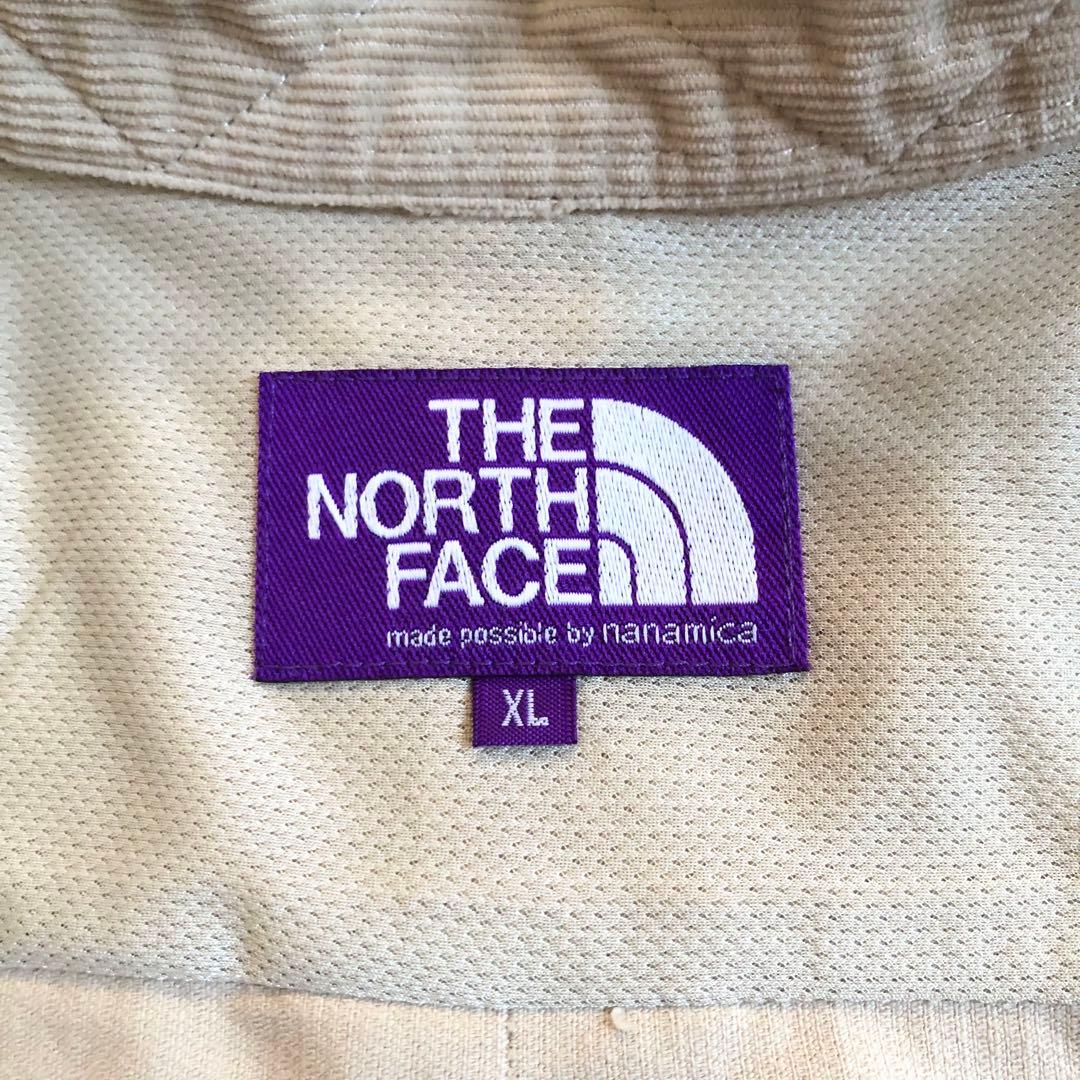 THE
NORTH
FACE
made possible by nanamica
XL